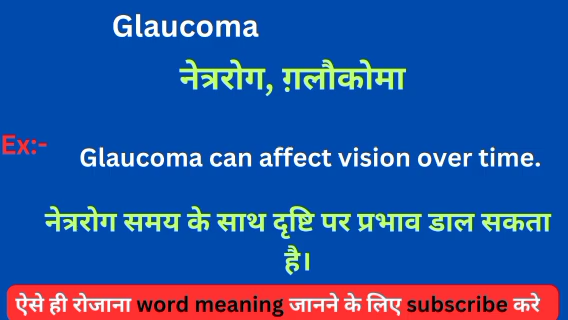 Glaucoma
नेत्ररोग, ग़लौकोमा
Ex:- Glaucoma can affect vision over time.
नेत्ररोग समय के साथ दृष्टि पर प्रभाव डाल सकता
है।
ऐसे ही रोजाना word meaning जानने के लिए subscribe करे